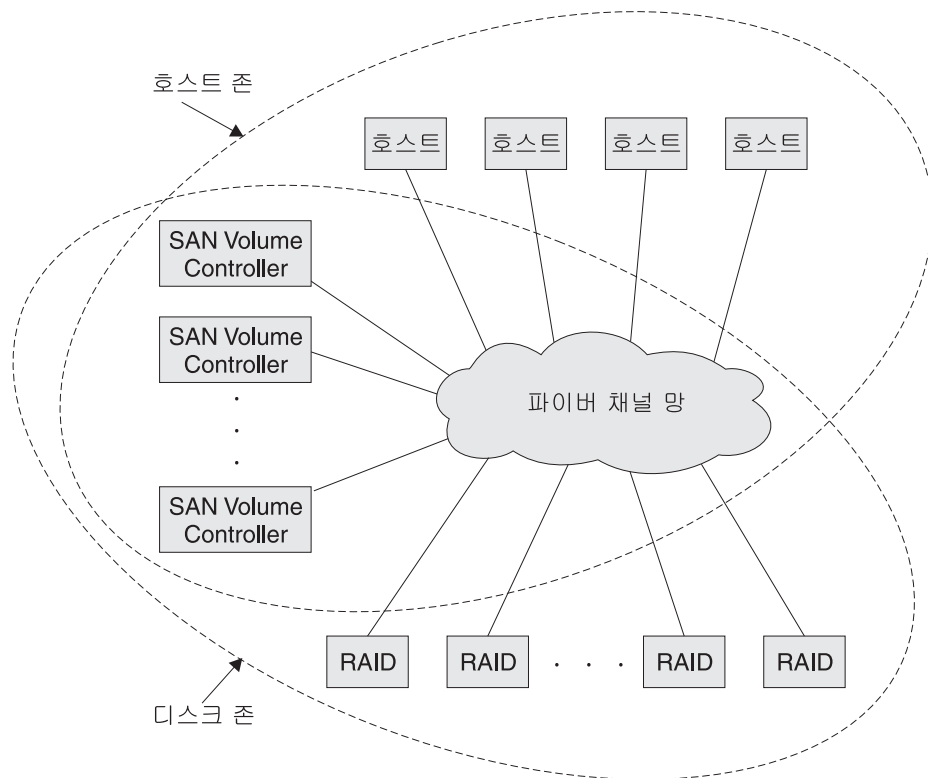 호스트 존
호스트 호스트 호스트 호스트
SAN Volume
Controller
SAN Volume
Controller
파이버 채널 망
SAN Volume
Controller
RAID RAID . . . RAID RAID
디스크 존